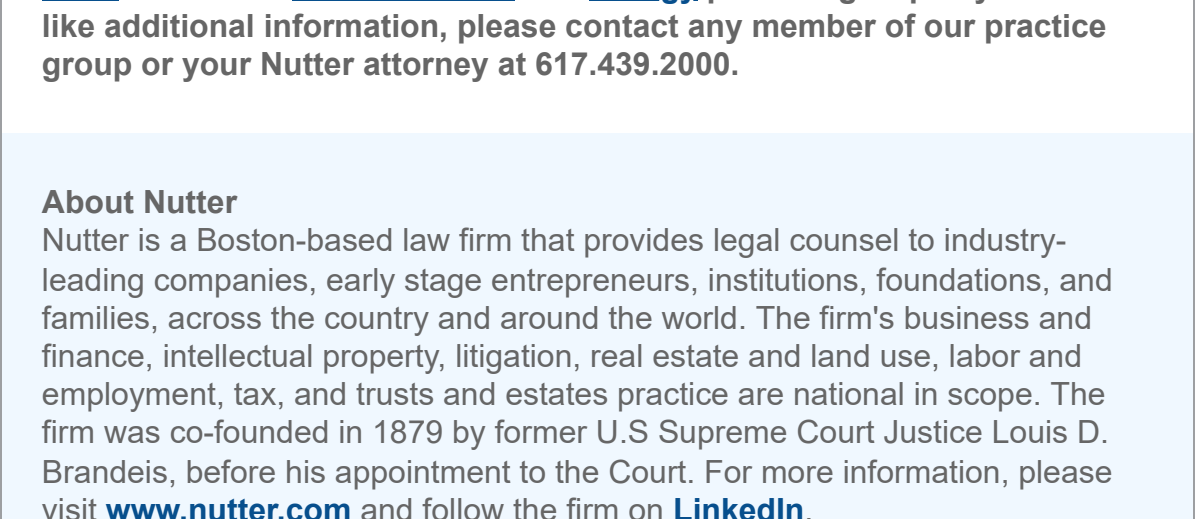 like additional information, please contact any member of our practice
group or your Nutter attorney at 617.439.2000.
About Nutter
Nutter is a Boston-based law firm that provides legal counsel to industry-
leading companies, early stage entrepreneurs, institutions, foundations, and
families, across the country and around the world. The firm's business and
finance, intellectual property, litigation, real estate and land use, labor and
employment, tax, and trusts and estates practice are national in scope. The
firm was co-founded in 1879 by former U.S Supreme Court Justice Louis D.
Brandeis, before his appointment to the Court. For more information, please
visit www.nutter.com and follow the firm on LinkedIn.